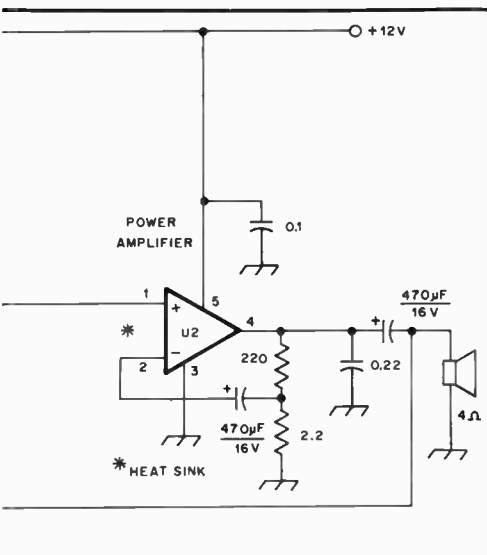 +12V
POWER
AMPLIFIER
0.1
1
5
+
470µF
16V
*
U2
4
+
−
220
0.22
2
3
+
470µF
16V
2.2
4Ω
*HEAT SINK